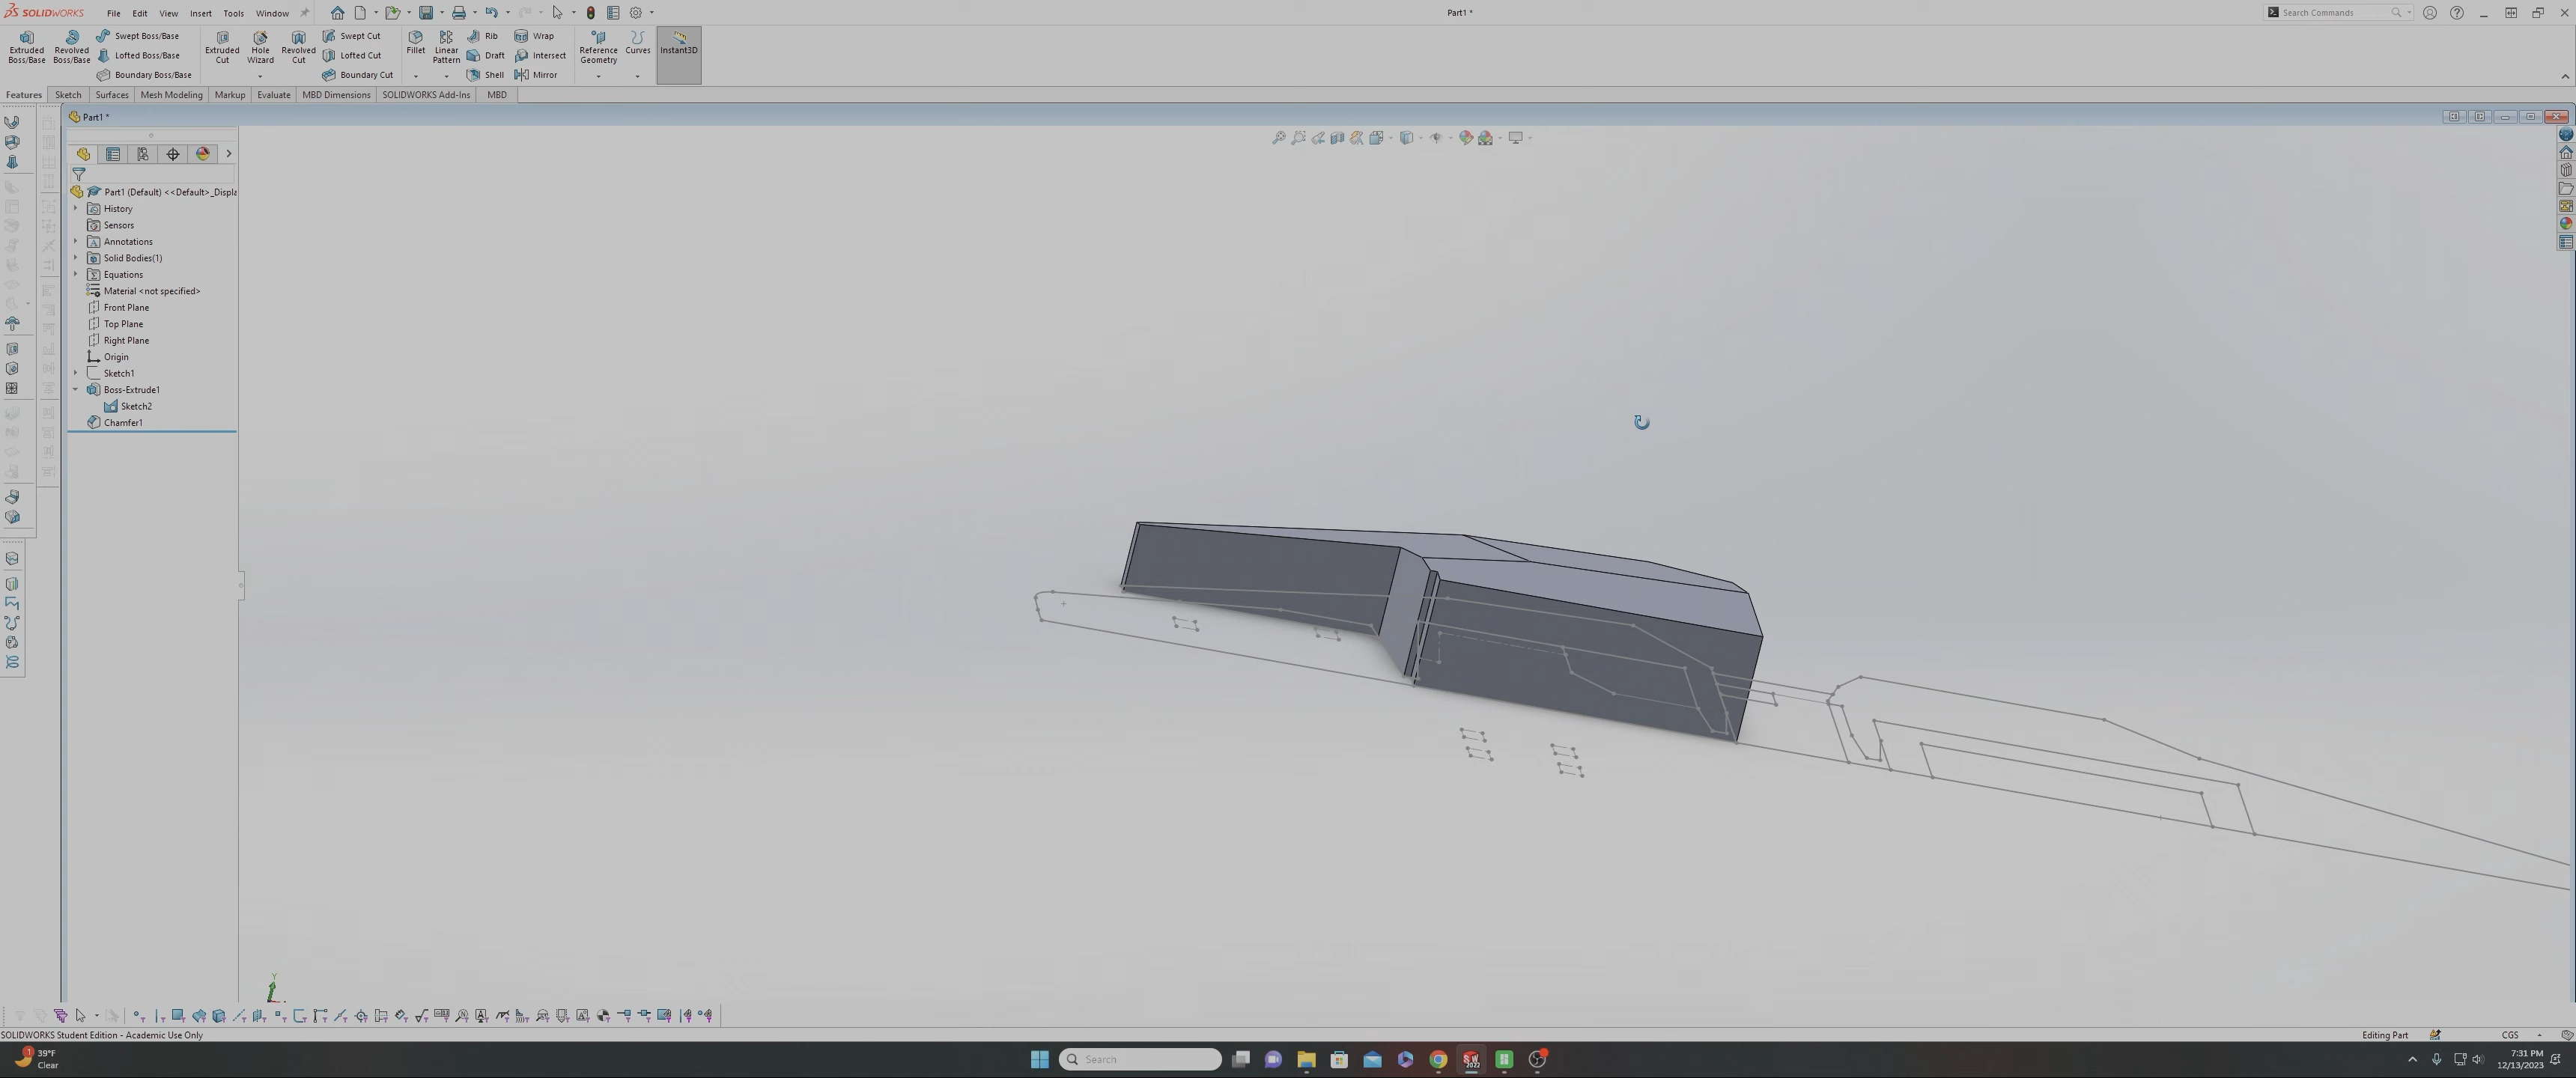 SOLIDWORKS File Edit View Insert Tools Window Part1 * Search Commands
Extruded Boss/Base Revolved Boss/Base Swept Boss/Base Lofted Boss/Base Boundary Boss/Base Extruded Cut Hole Wizard Revolved Cut Swept Cut Lofted Cut Boundary Cut Fillet Linear Pattern Rib Draft Shell Wrap Intersect Mirror Reference Geometry Curves Instant3D
Features Sketch Surfaces Mesh Modeling Markup Evaluate MBD Dimensions SOLIDWORKS Add-Ins MBD
Part1 *
Part1 (Default) <<Default>_Displa
History
Sensors
Annotations
Solid Bodies(1)
Equations
Material <not specified>
Front Plane
Top Plane
Right Plane
Origin
Sketch1
Boss-Extrude1
Sketch2
Chamfer1
Y
SOLIDWORKS Student Edition - Academic Use Only Editing Part CGS
39°F
Clear
Search
7:31 PM
12/13/2023